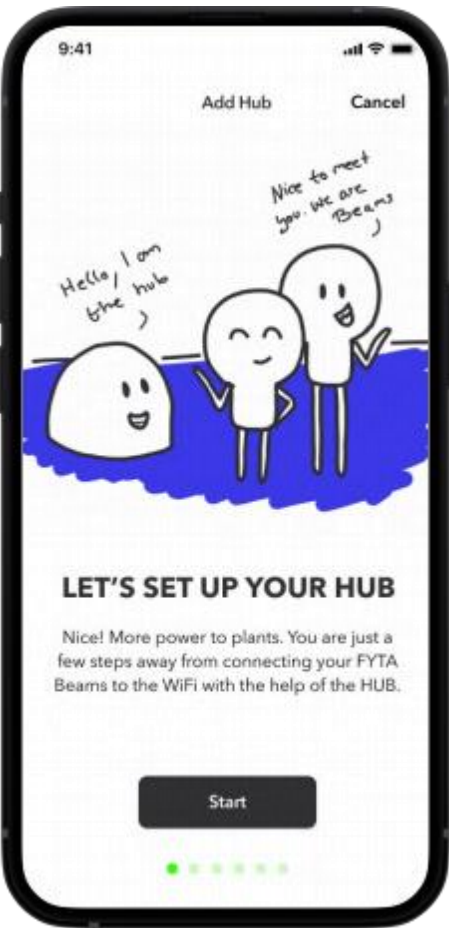 9:41
Add Hub
Cancel
Nice to meet
you. we are
Beams
Hello, I am
the hub
LET'S SET UP YOUR HUB
Nice! More power to plants. You are just a
few steps away from connecting your FYTA
Beams to the WiFi with the help of the HUB.
Start